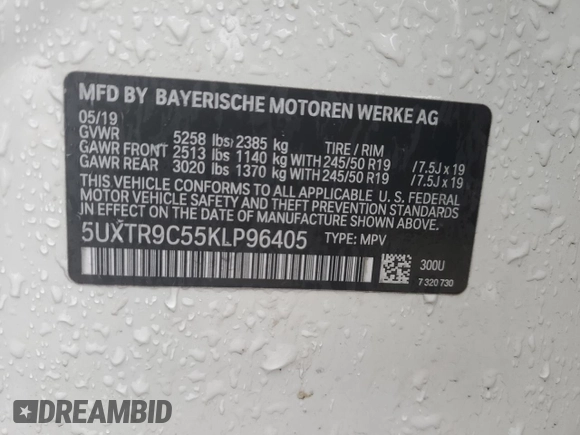 MFD BY BAYERISCHE MOTOREN WERKE AG
05/19
GVWR 5258 lbs 2385 kg TIRE / RIM
GAWR FRONT 2513 lbs 1140 kg WITH 245/50 R19 /7.5J x 19
GAWR REAR 3020 lbs 1370 kg WITH 245/50 R19 /7.5J x 19
THIS VEHICLE CONFORMS TO ALL APPLICABLE U. S. FEDERAL
MOTOR VEHICLE SAFETY AND THEFT PREVENTION STANDARDS
IN EFFECT ON THE DATE OF MANUFACTURE SHOWN ABOVE.
5UXTR9C55KLP96405 TYPE: MPV
300U
7 320 730
DREAMBID